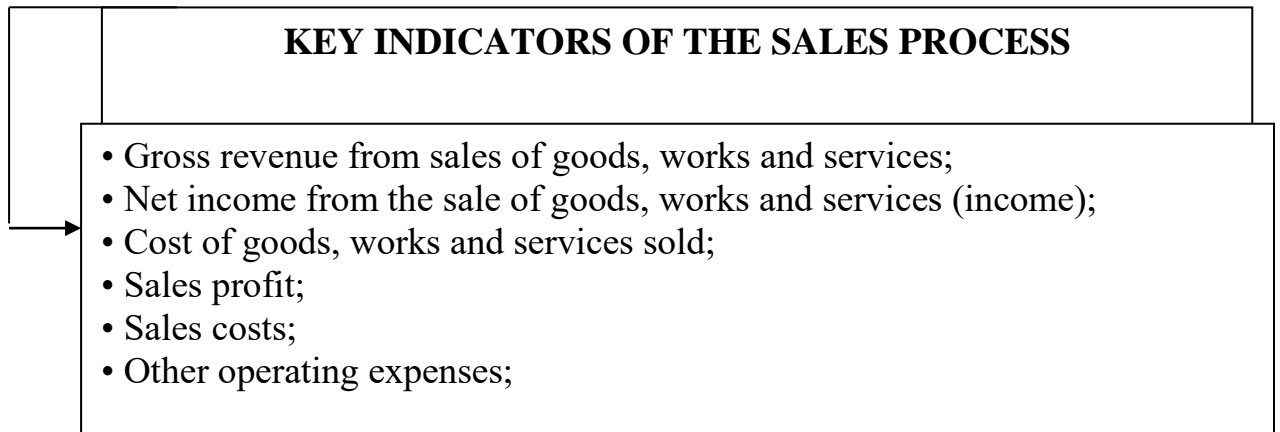 KEY INDICATORS OF THE SALES PROCESS
• Gross revenue from sales of goods, works and services;
• Net income from the sale of goods, works and services (income);
• Cost of goods, works and services sold;
• Sales profit;
• Sales costs;
• Other operating expenses;